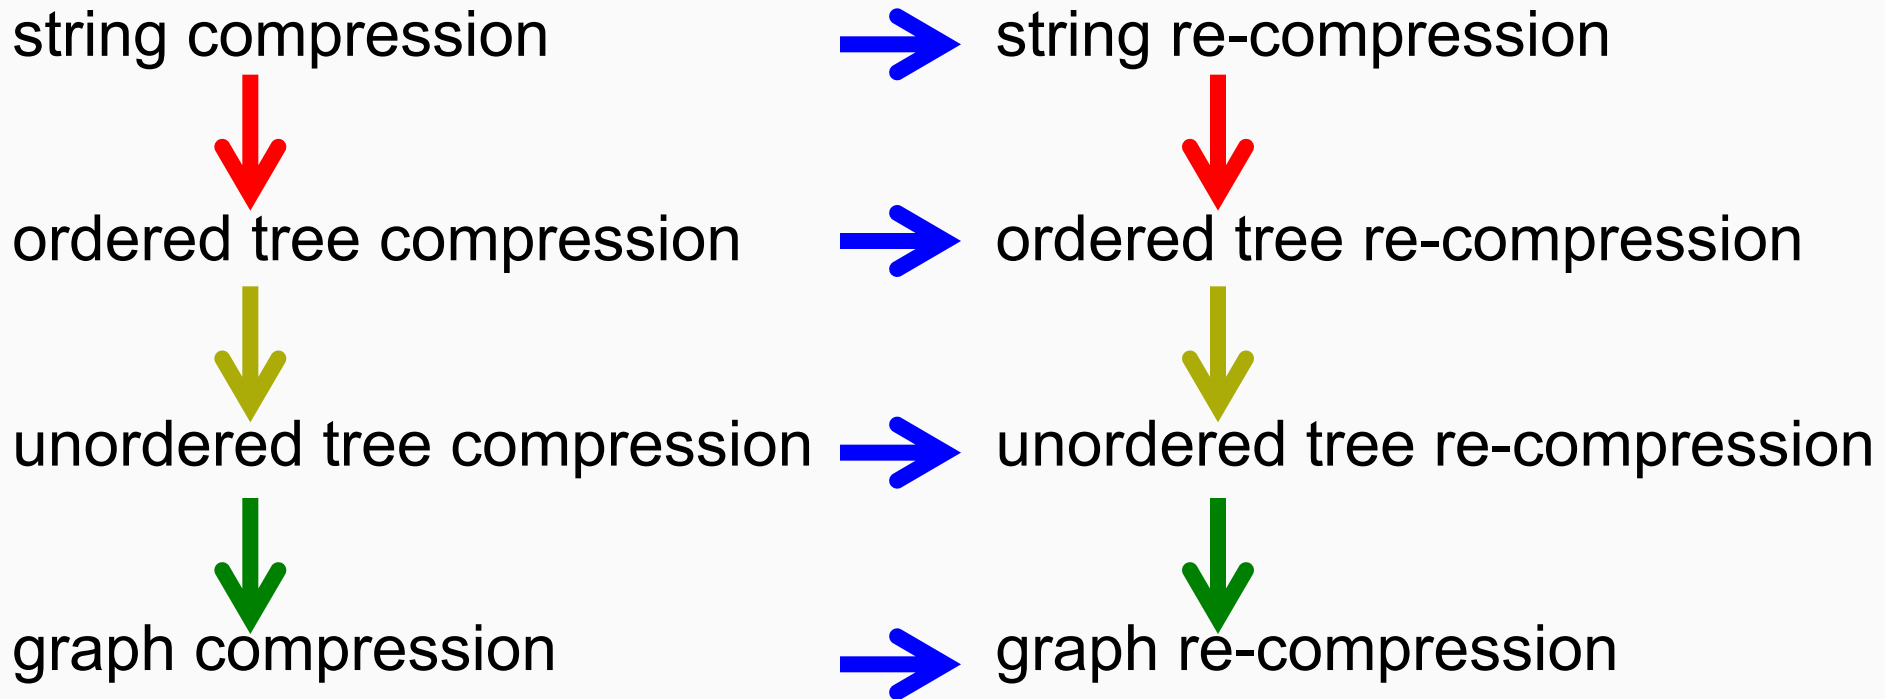 string compression
string re-compression
ordered tree compression
ordered tree re-compression
unordered tree compression
unordered tree re-compression
graph compression
graph re-compression